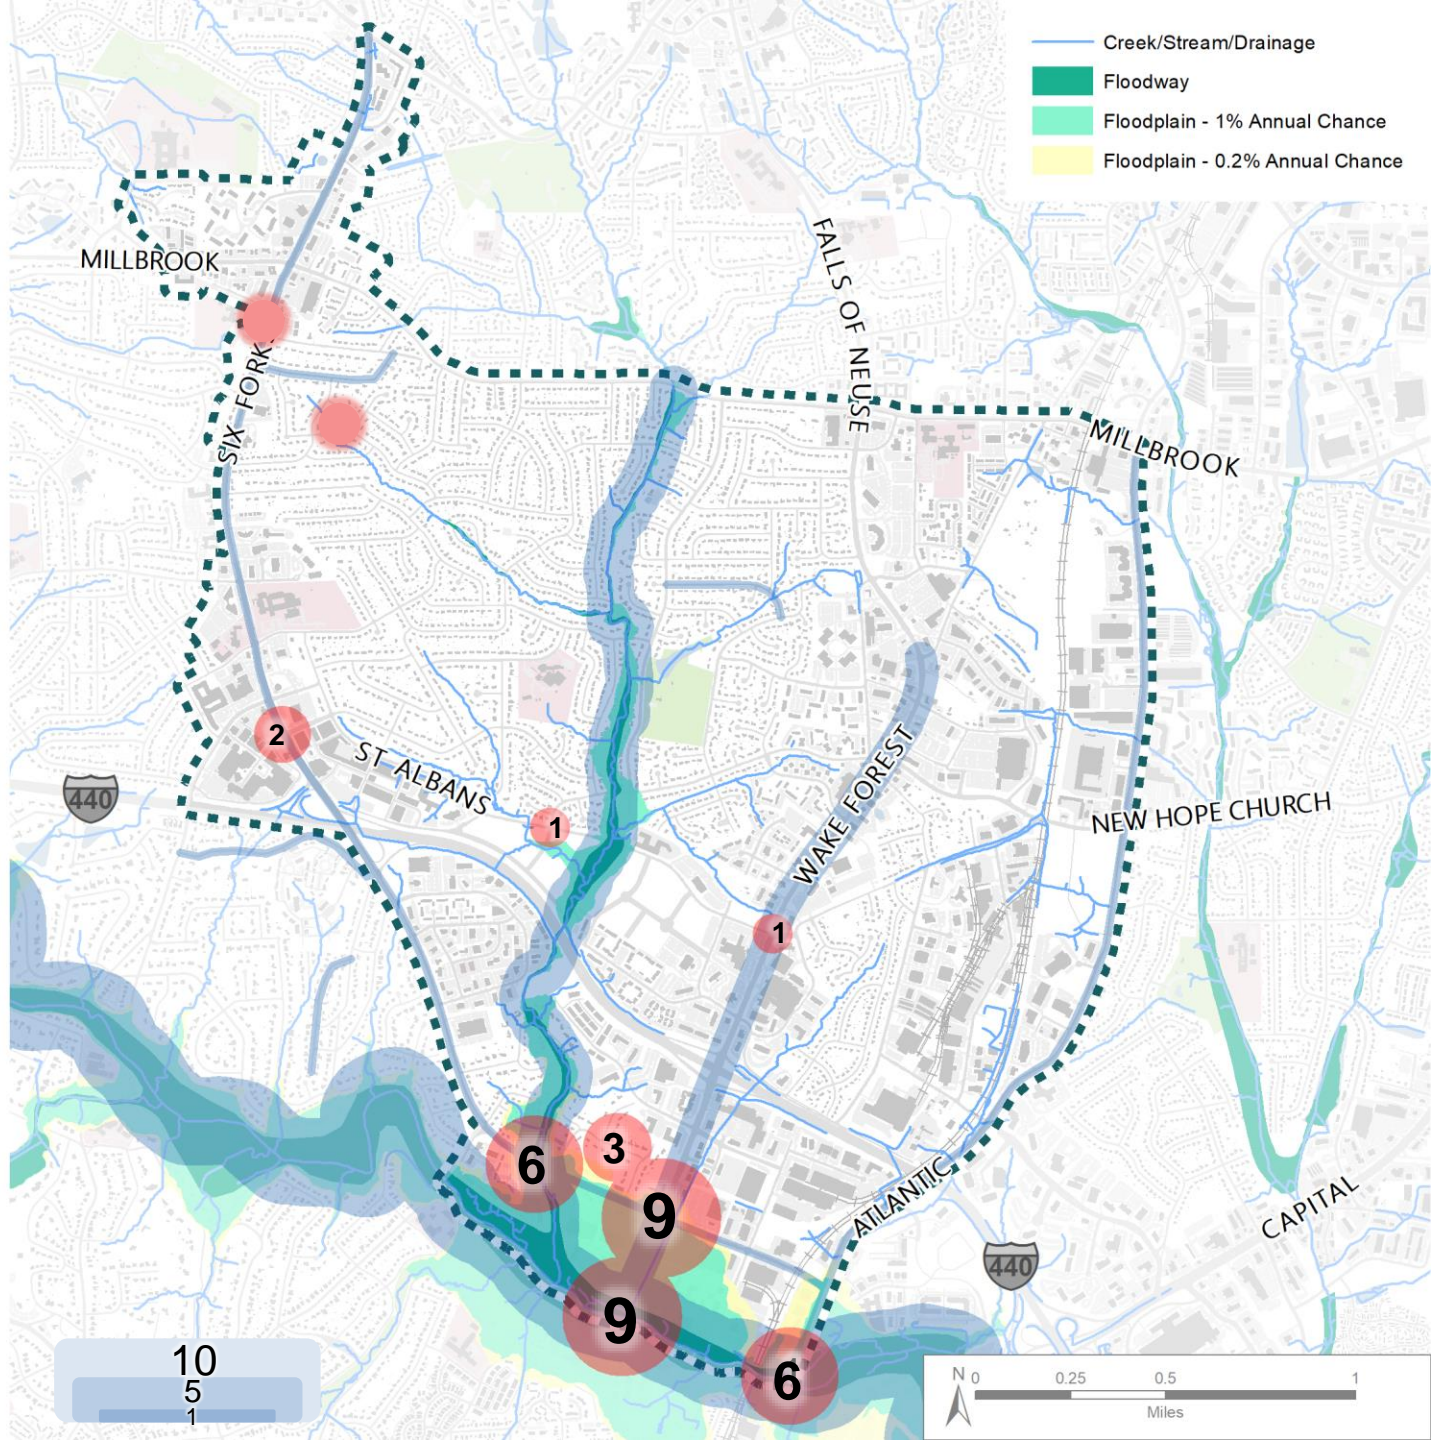 Creek/Stream/Drainage
Floodway
Floodplain - 1% Annual Chance
Floodplain - 0.2% Annual Chance
MILLBROOK
FALLS OF NEUSE
SIX FORK
MILLBROOK
2
ST ALBANS
440
1
WAKE FOREST
NEW HOPE CHURCH
1
6
3
9
ATLANTIC
CAPITAL
440
9
6
10
5
1
N
0 0.25 0.5 1
Miles